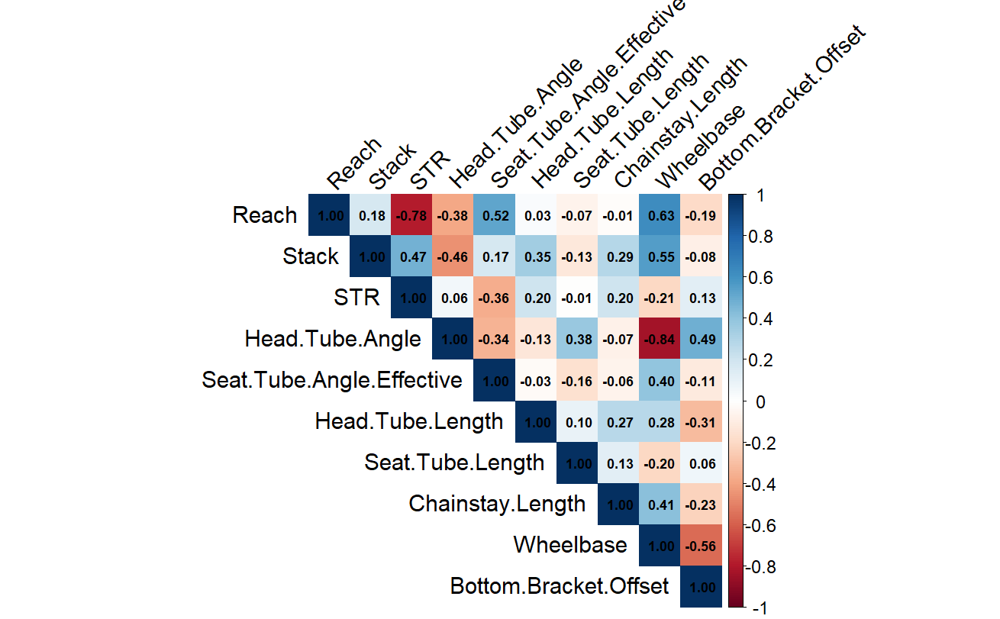 Reach
Stack
STR
Head.Tube.Angle
Seat.Tube.Angle.Effective
Head.Tube.Length
Seat.Tube.Length
Chainstay.Length
Wheelbase
Bottom.Bracket.Offset
Reach 1.00 0.18 -0.78 -0.38 0.52 0.03 -0.07 -0.01 0.63 -0.19
Stack 1.00 0.47 -0.46 0.17 0.35 -0.13 0.29 0.55 -0.08
STR 1.00 0.06 -0.36 0.20 -0.01 0.20 -0.21 0.13
Head.Tube.Angle 1.00 -0.34 -0.13 0.38 -0.07 -0.84 0.49
Seat.Tube.Angle.Effective 1.00 -0.03 -0.16 -0.06 0.40 -0.11
Head.Tube.Length 1.00 0.10 0.27 0.28 -0.31
Seat.Tube.Length 1.00 0.13 -0.20 0.06
Chainstay.Length 1.00 0.41 -0.23
Wheelbase 1.00 -0.56
Bottom.Bracket.Offset 1.00
1
0.8
0.6
0.4
0.2
0
-0.2
-0.4
-0.6
-0.8
-1